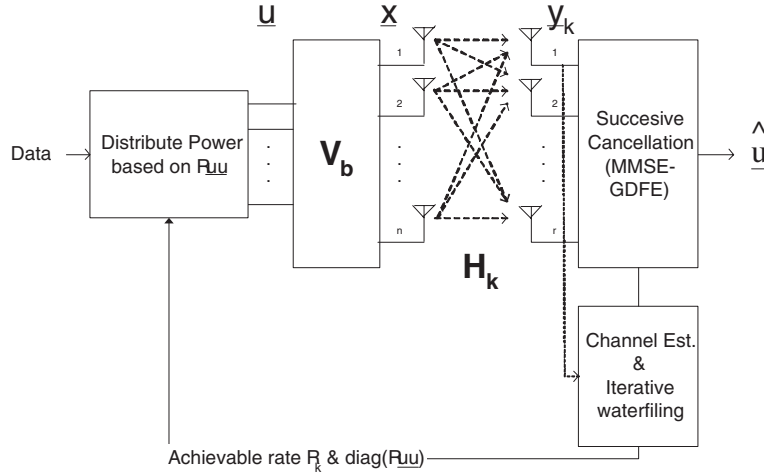 u
x
y_k
1
1
2
2
n
r
Data
Distribute Power
based on Ruu
V_b
H_k
Succesive
Cancellation
(MMSE-
GDFE)
û
Channel Est.
&
Iterative
waterfiling
Achievable rate R_k & diag(Ruu)